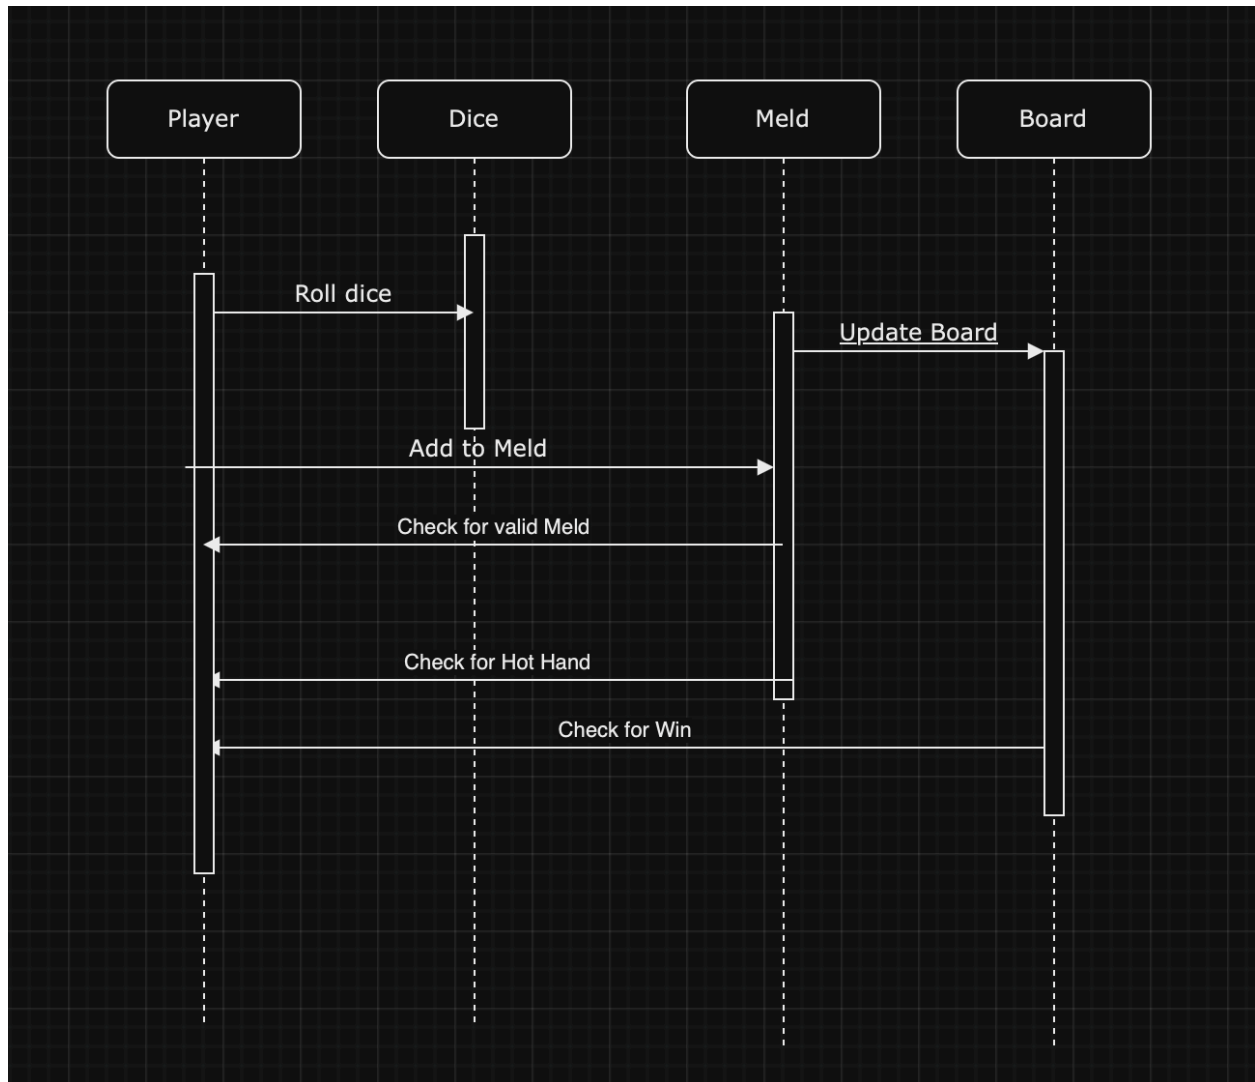 Player
Dice
Meld
Board
Roll dice
Update Board
Add to Meld
Check for valid Meld
Check for Hot Hand
Check for Win